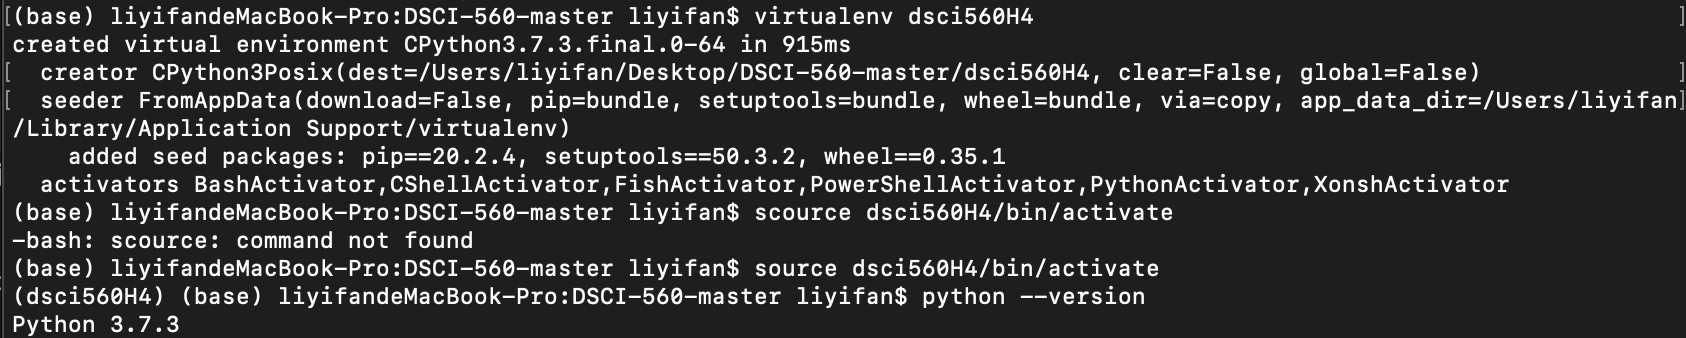 [(base) liyifandeMacBook-Pro:DSCI-560-master liyifan$ virtualenv dsci560H4 ]
created virtual environment CPython3.7.3.final.0-64 in 915ms
[ creator CPython3Posix(dest=/Users/liyifan/Desktop/DSCI-560-master/dsci560H4, clear=False, global=False) ]
[ seeder FromAppData(download=False, pip=bundle, setuptools=bundle, wheel=bundle, via=copy, app_data_dir=/Users/liyifan]
/Library/Application Support/virtualenv)
added seed packages: pip==20.2.4, setuptools==50.3.2, wheel==0.35.1
activators BashActivator,CShellActivator,FishActivator,PowerShellActivator,PythonActivator,XonshActivator
(base) liyifandeMacBook-Pro:DSCI-560-master liyifan$ scource dsci560H4/bin/activate
-bash: scource: command not found
(base) liyifandeMacBook-Pro:DSCI-560-master liyifan$ source dsci560H4/bin/activate
(dsci560H4) (base) liyifandeMacBook-Pro:DSCI-560-master liyifan$ python --version
Python 3.7.3